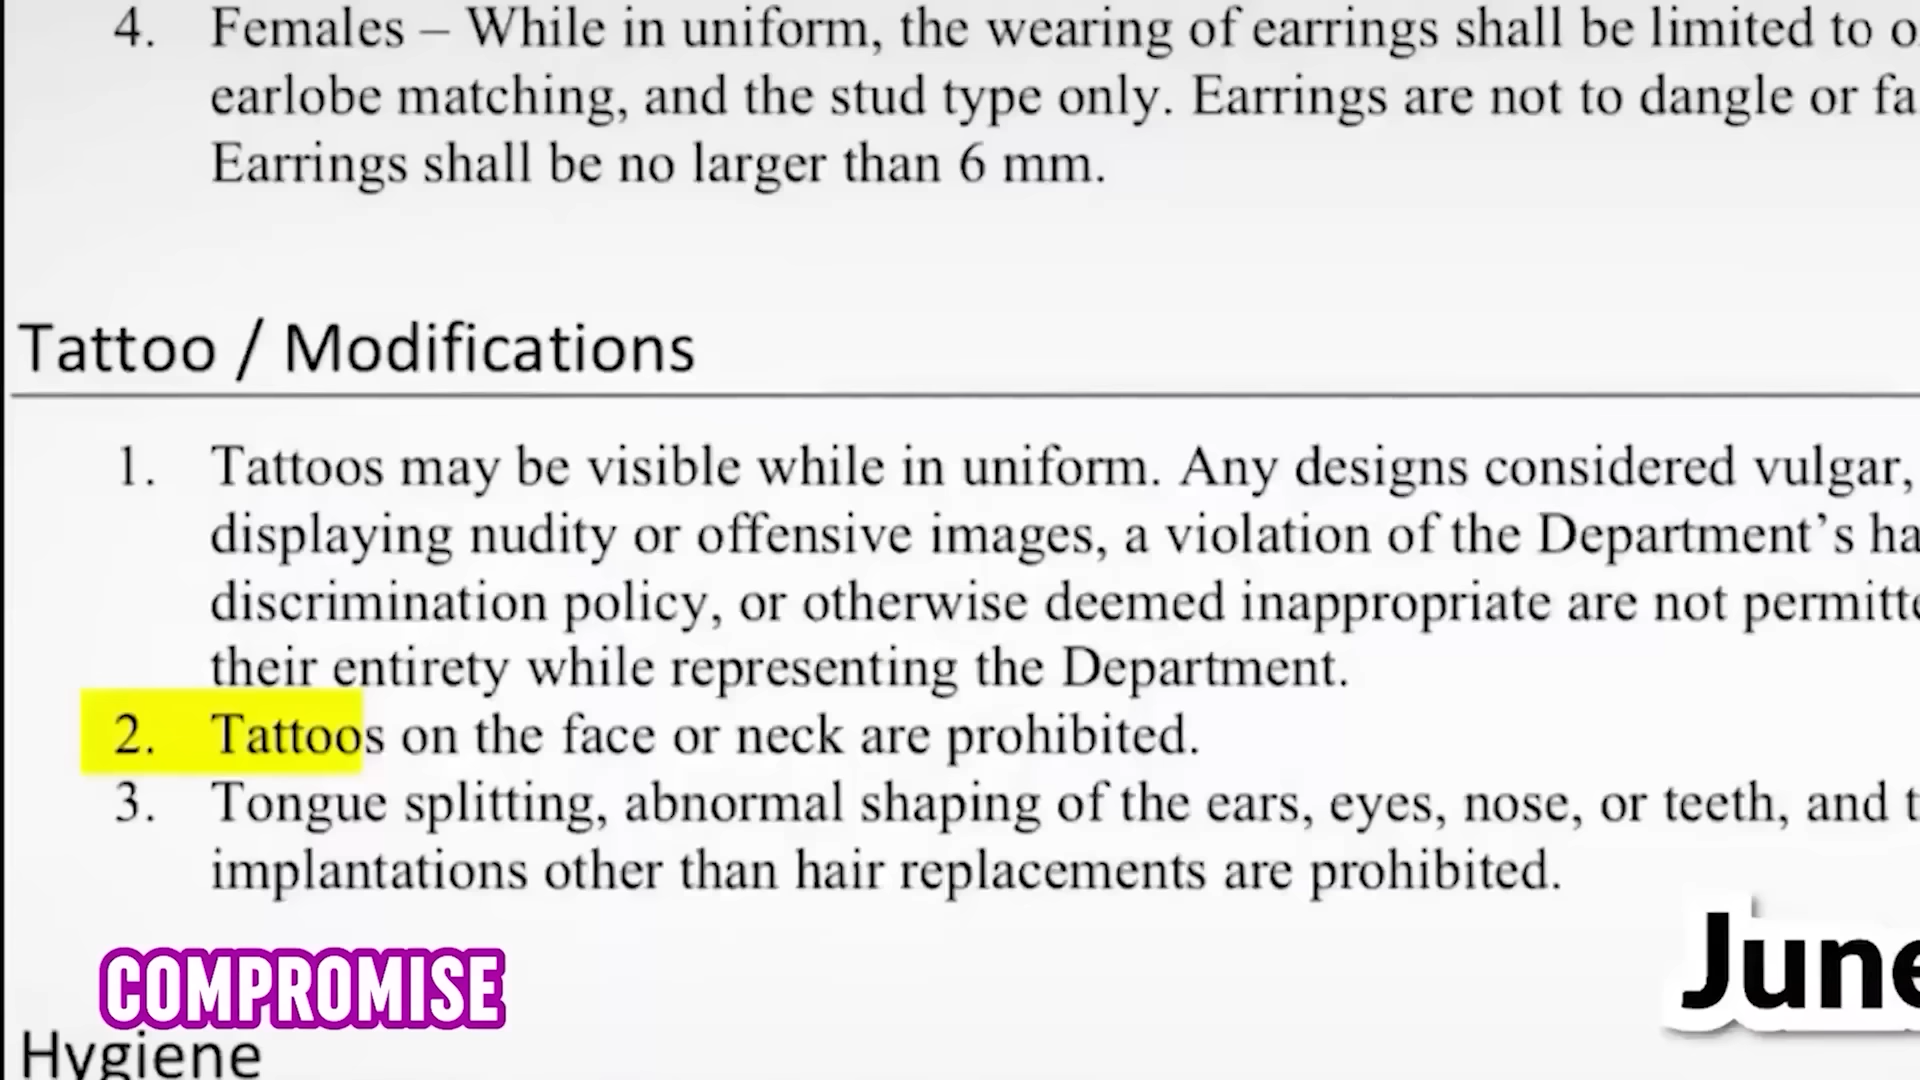 4. Females – While in uniform, the wearing of earrings shall be limited to
earlobe matching, and the stud type only. Earrings are not to dangle or
Earrings shall be no larger than 6 mm.
Tattoo / Modifications
1. Tattoos may be visible while in uniform. Any designs considered vulgar,
displaying nudity or offensive images, a violation of the Department’s
discrimination policy, or otherwise deemed inappropriate are not
their entirety while representing the Department.
2. Tattoos on the face or neck are prohibited.
3. Tongue splitting, abnormal shaping of the ears, eyes, nose, or teeth, and
implantations other than hair replacements are prohibited.
June
COMPROMISE
Hygiene